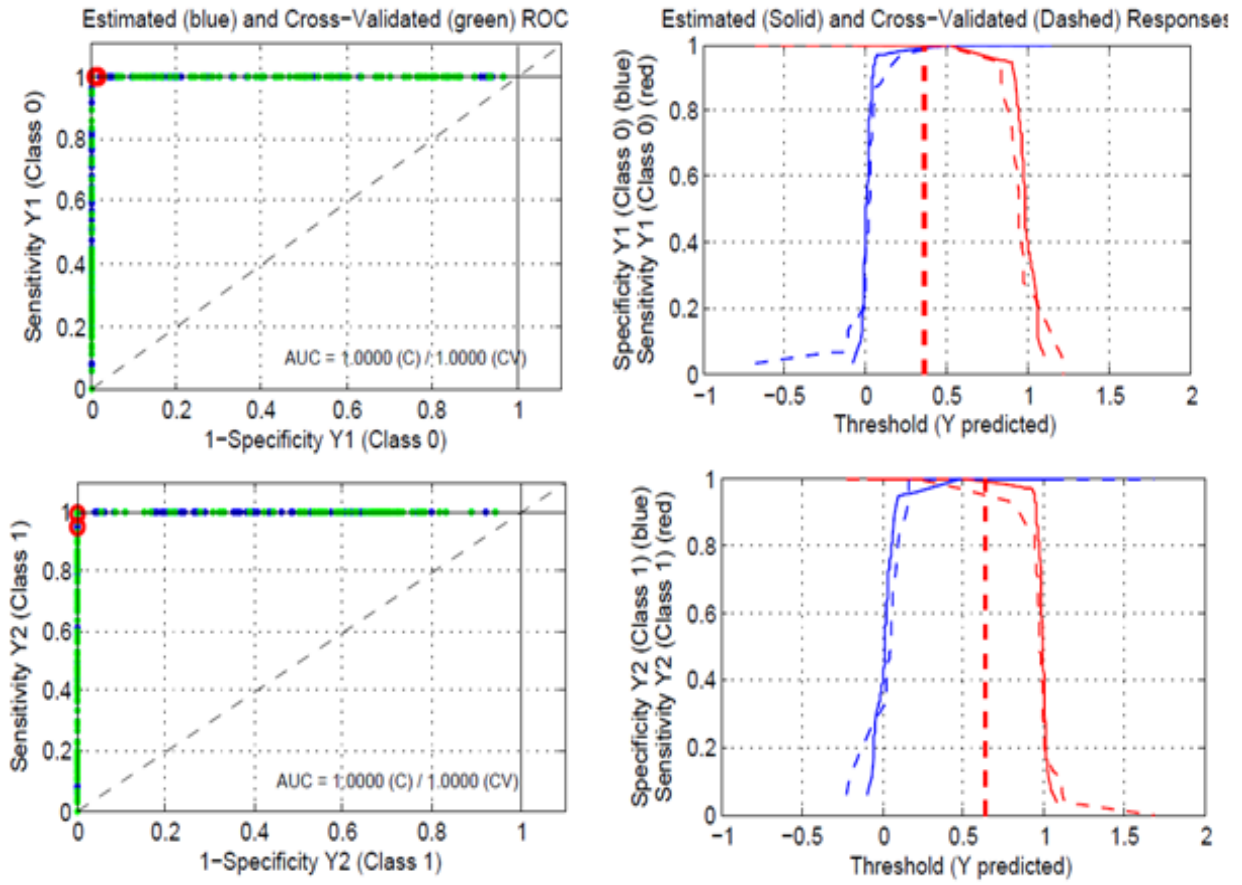 Estimated (blue) and Cross−Validated (green) ROC
1
0.8
0.6
0.4
0.2
0
Sensitivity Y1 (Class 0)
AUC = 1.0000 (C) / 1.0000 (CV)
0 0.2 0.4 0.6 0.8 1
1−Specificity Y1 (Class 0)
Estimated (Solid) and Cross−Validated (Dashed) Responses
1
0.8
0.6
0.4
0.2
0
Specificity Y1 (Class 0) (blue)
Sensitivity Y1 (Class 0) (red)
−1 −0.5 0 0.5 1 1.5 2
Threshold (Y predicted)
1
0.8
0.6
0.4
0.2
0
Sensitivity Y2 (Class 1)
AUC = 1.0000 (C) / 1.0000 (CV)
0 0.2 0.4 0.6 0.8 1
1−Specificity Y2 (Class 1)
1
0.8
0.6
0.4
0.2
0
Specificity Y2 (Class 1) (blue)
Sensitivity Y2 (Class 1) (red)
−1 −0.5 0 0.5 1 1.5 2
Threshold (Y predicted)